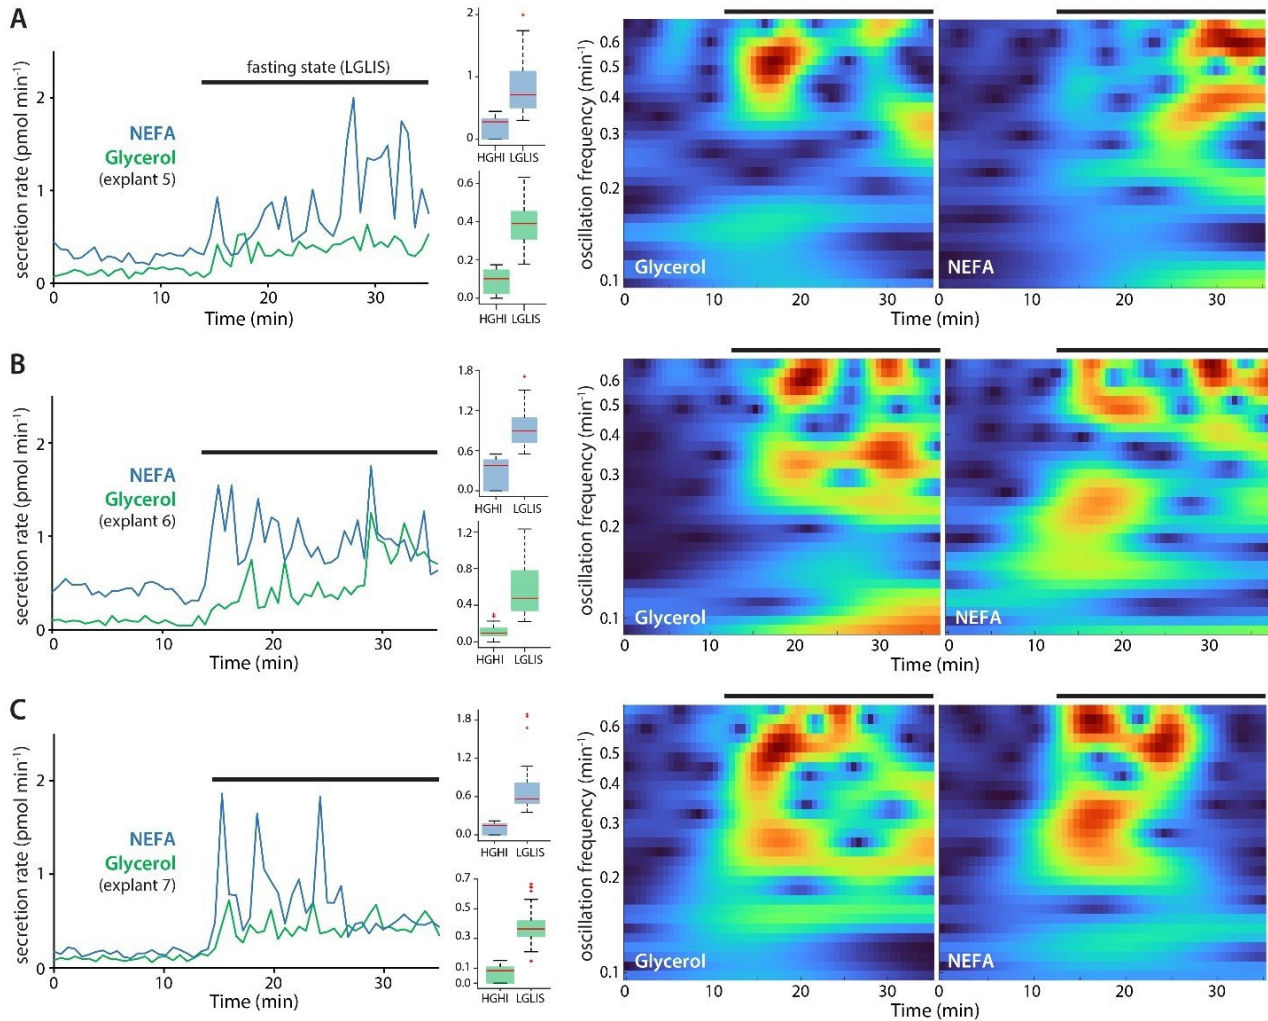 A
fasting state (LGLIS)
NEFA
Glycerol
(explant 5)
secretion rate (pmol min⁻¹)
2
1
0
0
10
20
30
Time (min)
2
1
0
HGHI
LGLIS
0.6
0.4
0.2
0.0
HGHI
LGLIS
oscillation frequency (min⁻¹)
0.6
0.5
0.4
0.3
0.2
0.1
Glycerol
NEFA
0
10
20
30
0
10
20
30
Time (min)
B
NEFA
Glycerol
(explant 6)
secretion rate (pmol min⁻¹)
2
1
0
0
10
20
30
Time (min)
1.8
1.2
0.6
0.0
HGHI
LGLIS
1.2
0.8
0.4
0.0
HGHI
LGLIS
oscillation frequency (min⁻¹)
0.6
0.5
0.4
0.3
0.2
0.1
Glycerol
NEFA
0
10
20
30
0
10
20
30
Time (min)
C
NEFA
Glycerol
(explant 7)
secretion rate (pmol min⁻¹)
2
1
0
0
10
20
30
Time (min)
1.8
1.2
0.6
0.0
HGHI
LGLIS
0.7
0.5
0.3
0.1
0.0
HGHI
LGLIS
oscillation frequency (min⁻¹)
0.6
0.5
0.4
0.3
0.2
0.1
Glycerol
NEFA
0
10
20
30
0
10
20
30
Time (min)